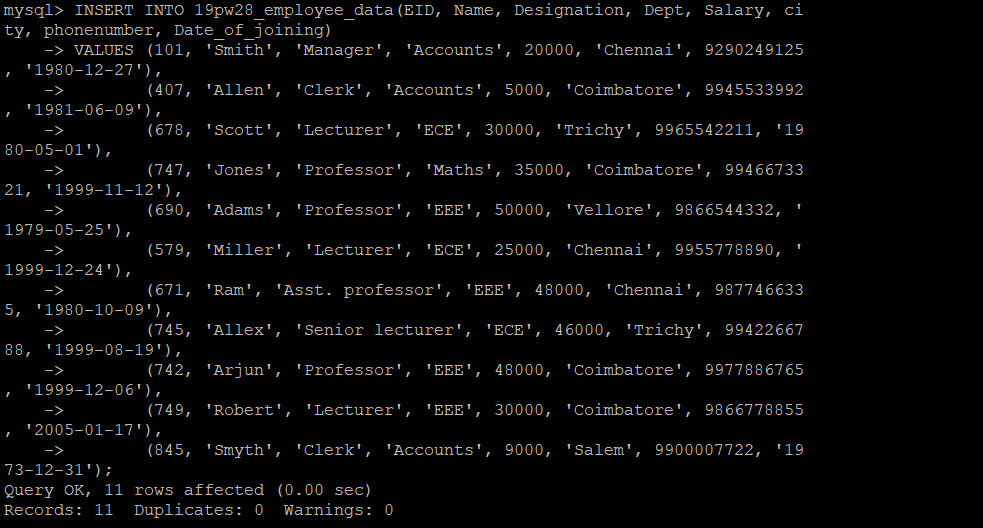 mysql> INSERT INTO 19pw28_employee_data(EID, Name, Designation, Dept, Salary, ci
ty, phonenumber, Date_of_joining)
    -> VALUES (101, 'Smith', 'Manager', 'Accounts', 20000, 'Chennai', 9290249125
, '1980-12-27'),
    ->        (407, 'Allen', 'Clerk', 'Accounts', 5000, 'Coimbatore', 9945533992
, '1981-06-09'),
    ->        (678, 'Scott', 'Lecturer', 'ECE', 30000, 'Trichy', 9965542211, '19
80-05-01'),
    ->        (747, 'Jones', 'Professor', 'Maths', 35000, 'Coimbatore', 99466733
21, '1999-11-12'),
    ->        (690, 'Adams', 'Professor', 'EEE', 50000, 'Vellore', 9866544332, '
1979-05-25'),
    ->        (579, 'Miller', 'Lecturer', 'ECE', 25000, 'Chennai', 9955778890, '
1999-12-24'),
    ->        (671, 'Ram', 'Asst. professor', 'EEE', 48000, 'Chennai', 987746633
5, '1980-10-09'),
    ->        (745, 'Allex', 'Senior lecturer', 'ECE', 46000, 'Trichy', 99422667
88, '1999-08-19'),
    ->        (742, 'Arjun', 'Professor', 'EEE', 48000, 'Coimbatore', 9977886765
, '1999-12-06'),
    ->        (749, 'Robert', 'Lecturer', 'EEE', 30000, 'Coimbatore', 9866778855
, '2005-01-17'),
    ->        (845, 'Smyth', 'Clerk', 'Accounts', 9000, 'Salem', 9900007722, '19
73-12-31');
Query OK, 11 rows affected (0.00 sec)
Records: 11  Duplicates: 0  Warnings: 0